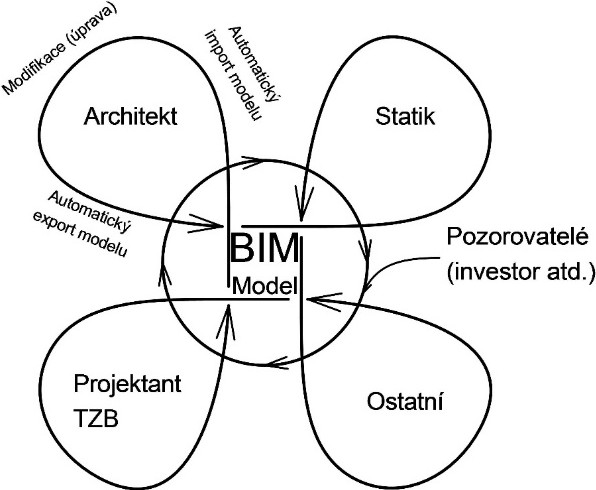 Modifikace (úprava)
Automatický
import modelu
Architekt
Statik
Automatický
export modelu
BIM
Model
Pozorovatelé
(investor atd.)
Projektant
TZB
Ostatní